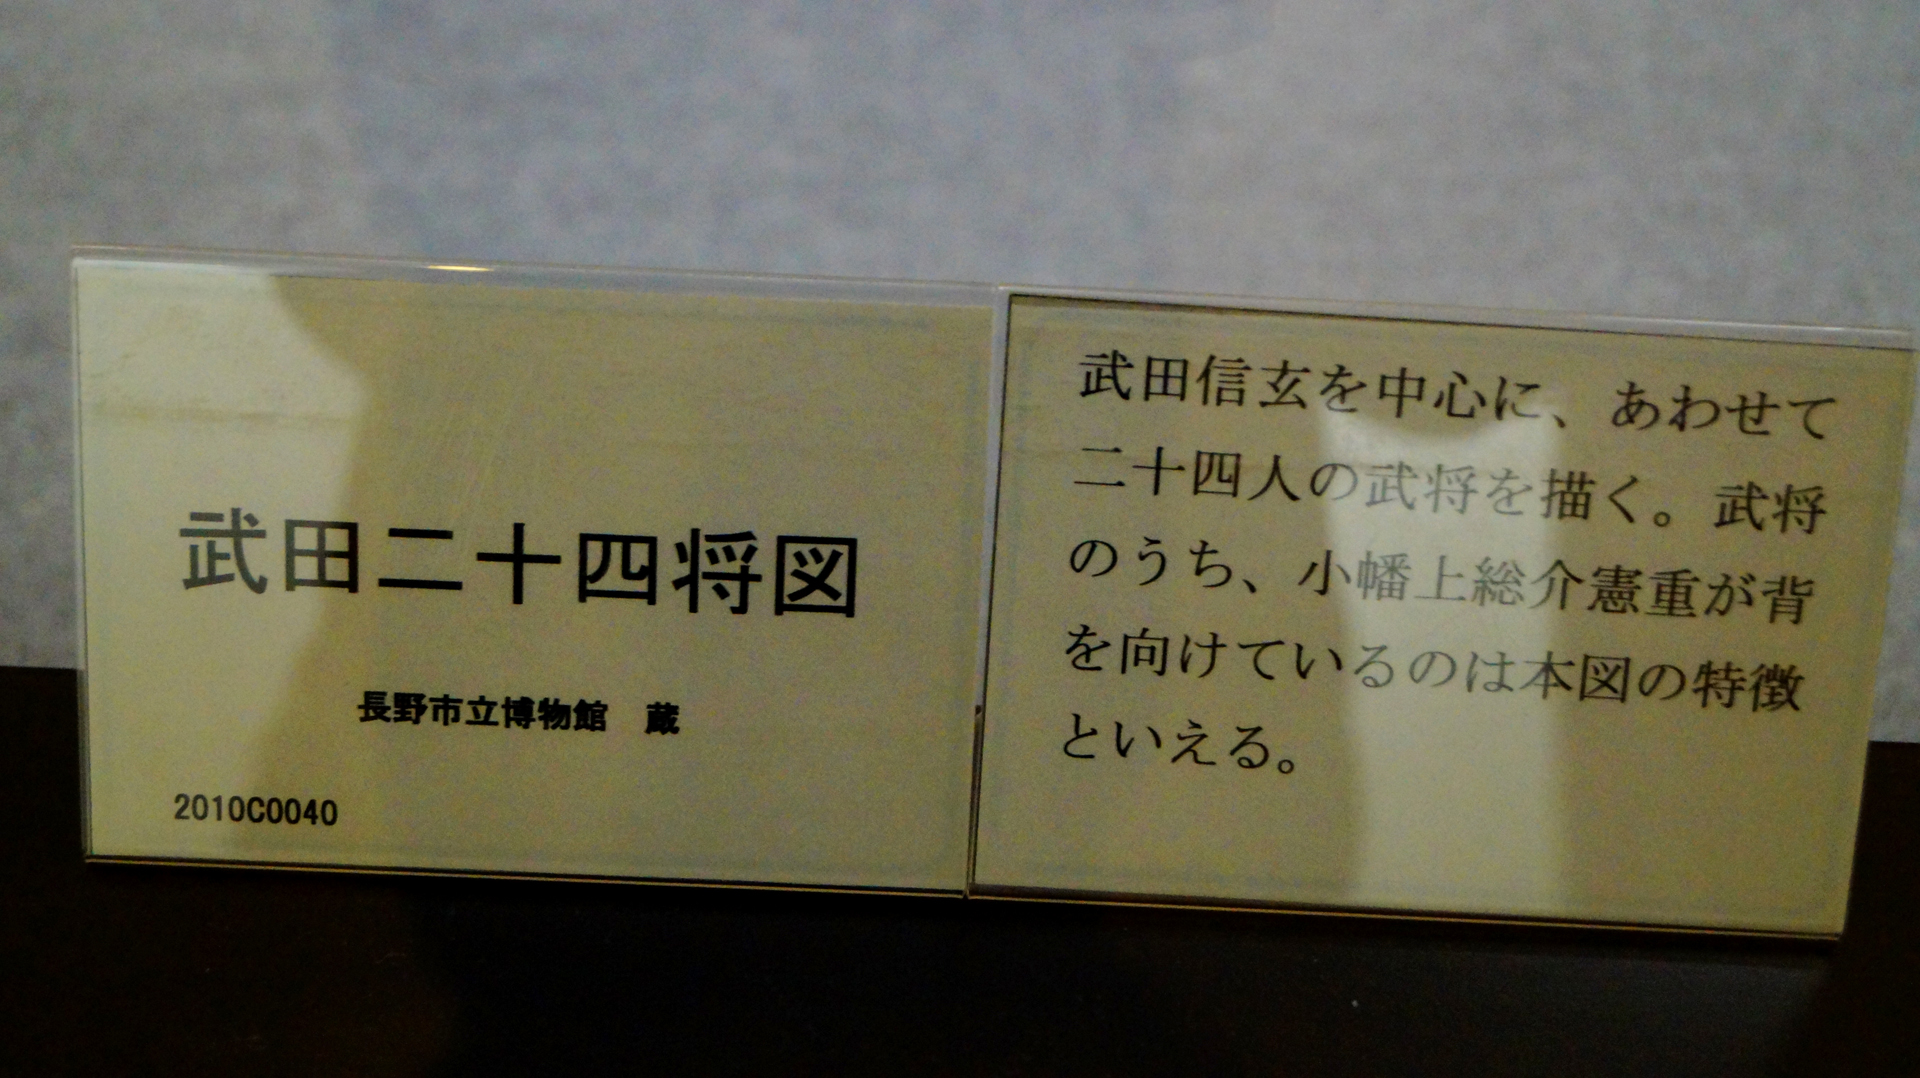 武田二十四将図
長野市立博物館　蔵
2010C0040
武田信玄を中心に、あわせて
二十四人の武将を描く。武将
のうち、小幡上総介憲重が背
を向けているのは本図の特徴
といえる。